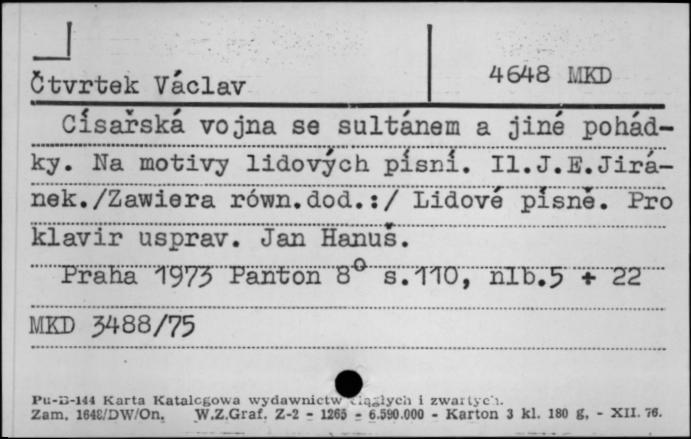 Čtvrtek Václav
4648 MKD
Císařská vojna se sultánem a jiné pohád-
ky. Na motivy lidových písní. Il.J.E.Jirá-
nek./Zawiera równ.dod.:/ Lidové písně. Pro
klavir usprav. Jan Hanuš.
Praha 1973 Panton 8° s.110, nlb.5 + 22
MKD 3488/75
Pu-B-144 Karta Katalogowa wydawnictw ciągłych i zwartych.
Zam. 1648/DW/On. W.Z.Graf. Z-2 - 1265 - 6.590.000 - Karton 3 kl. 180 g. - XII. 76.